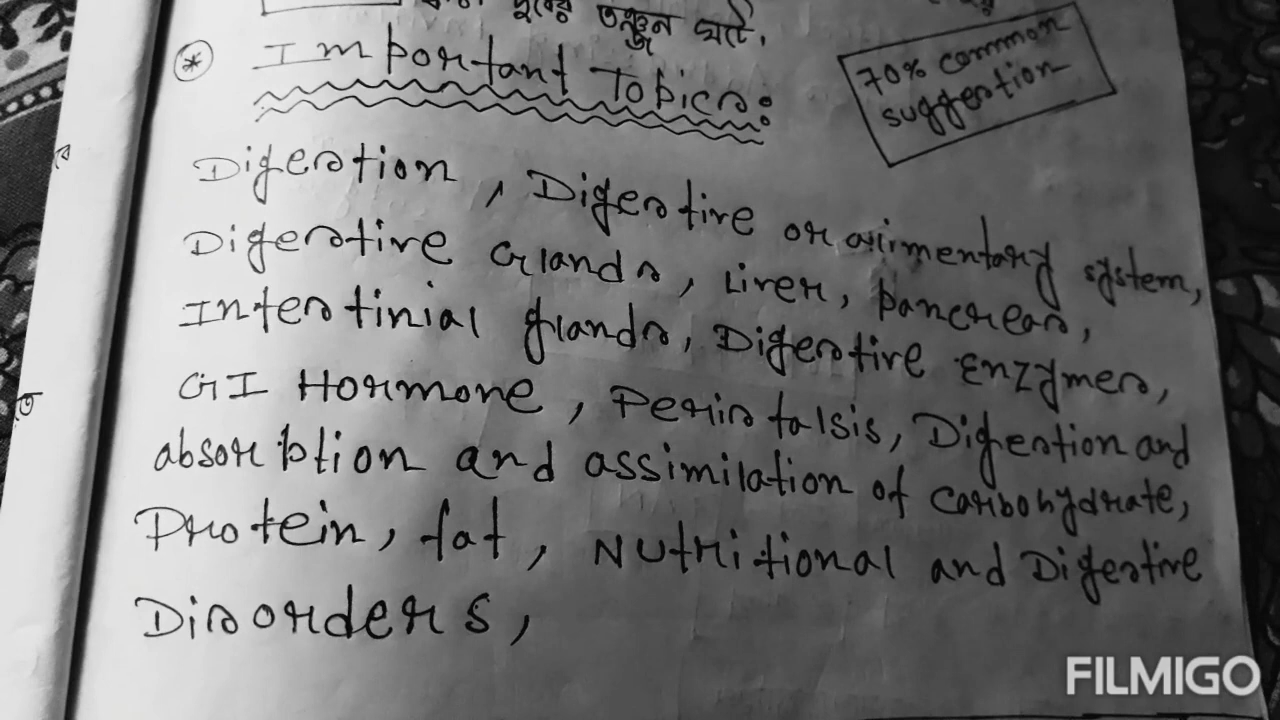 ঘটে,
* Important Topics:
70% common
suggestion
Digestion, Digestive or alimentary system,
Digestive Glands, Liver, pancreas,
Intestinial glands, Digestive Enzymes,
GI Hormone, Peristalsis, Digestion and
absorption and assimilation of carbohydrate,
Protein, fat, Nutritional and Digestive
Disorders,
FILMIGO